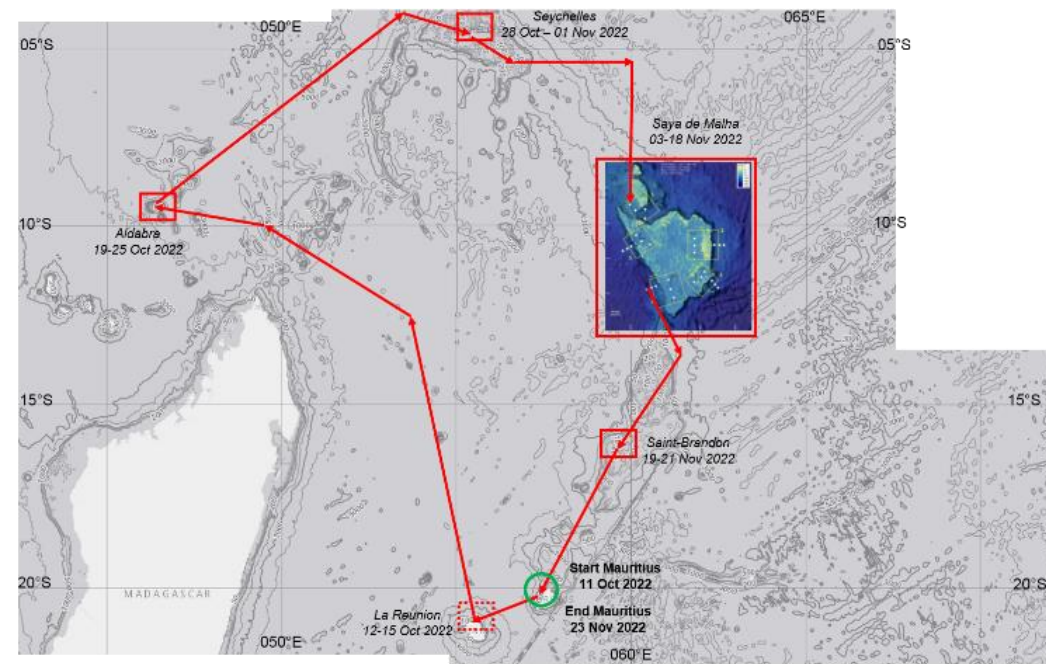 050°E
Seychelles
28 Oct – 01 Nov 2022
065°E
05°S
05°S
Saya de Malha
03-18 Nov 2022
10°S
10°S
Aldabra
19-25 Oct 2022
15°S
15°S
Saint-Brandon
19-21 Nov 2022
Start Mauritius
11 Oct 2022
20°S
20°S
MADAGASCAR
La Reunion
12-15 Oct 2022
End Mauritius
23 Nov 2022
050°E
060°E